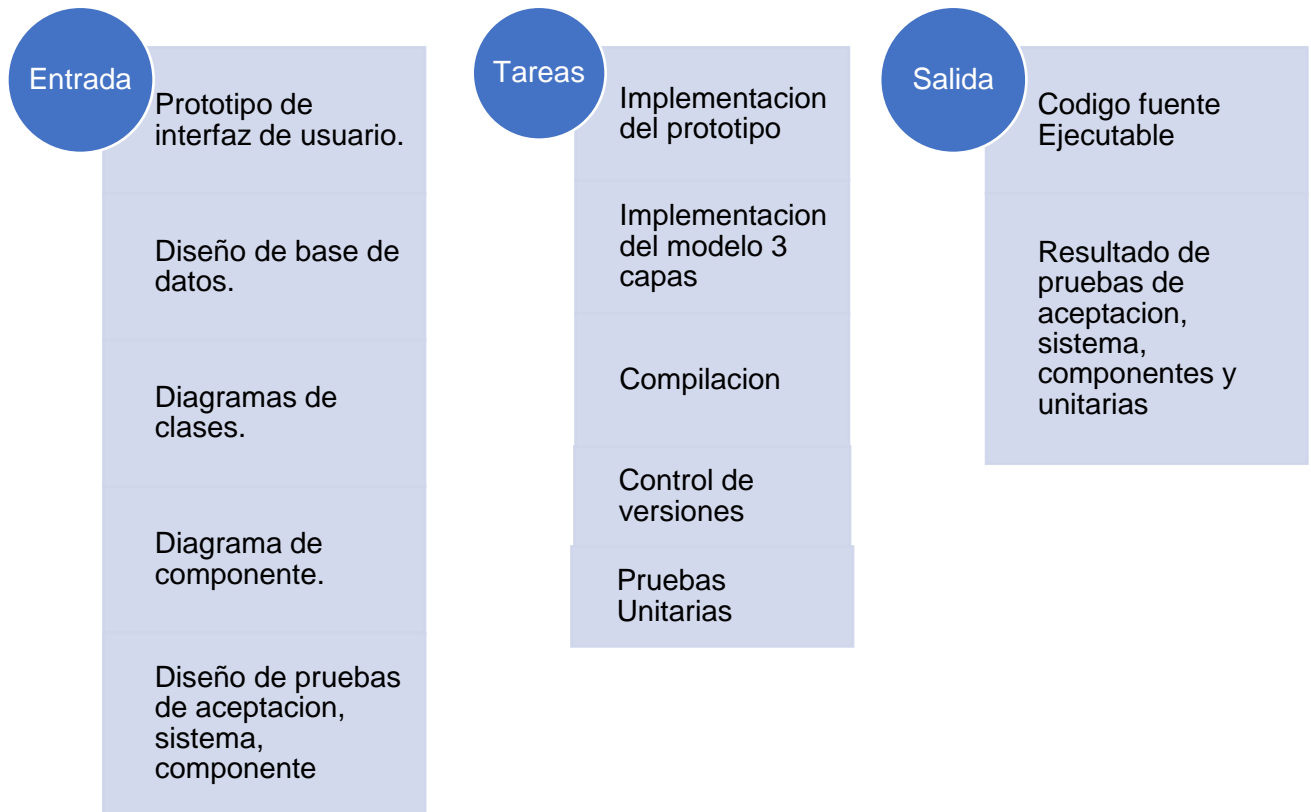 Entrada
Prototipo de
interfaz de usuario.
Diseño de base de
datos.
Diagramas de
clases.
Diagrama de
componente.
Diseño de pruebas
de aceptacion,
sistema,
componente
Tareas
Implementacion
del prototipo
Implementacion
del modelo 3
capas
Compilacion
Control de
versiones
Pruebas
Unitarias
Salida
Codigo fuente
Ejecutable
Resultado de
pruebas de
aceptacion,
sistema,
componentes y
unitarias